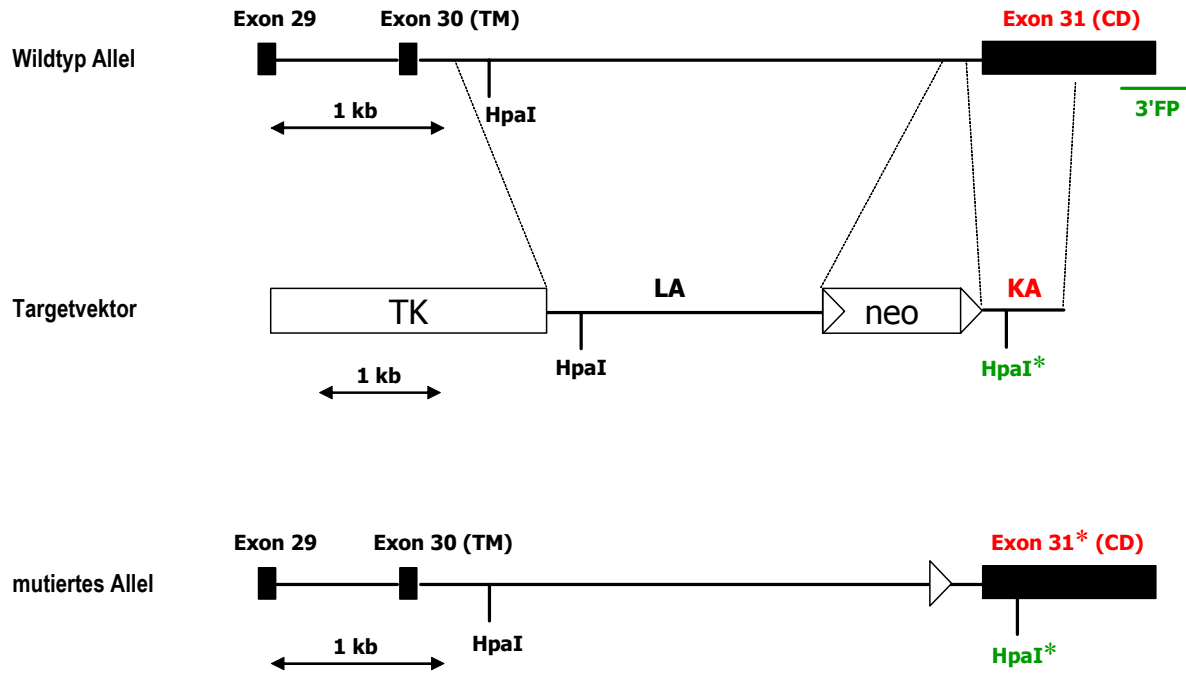 Exon 29 Exon 30 (TM) Exon 31 (CD)
Wildtyp Allel
HpaI
1 kb
3'FP
Targetvektor
TK
LA
neo
KA
HpaI
HpaI*
1 kb
Exon 29 Exon 30 (TM) Exon 31* (CD)
mutiertes Allel
HpaI
HpaI*
1 kb